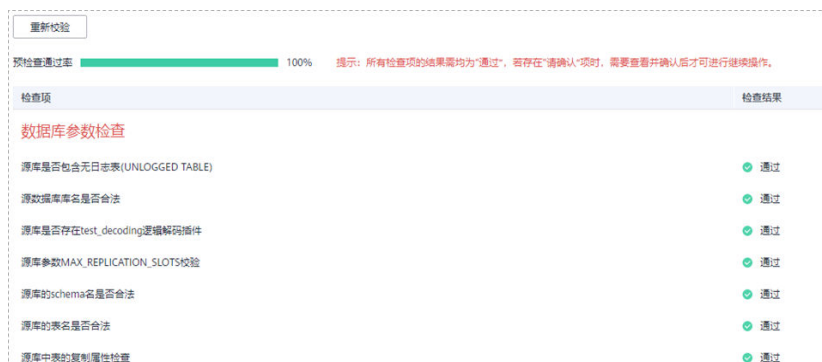 重新校验
预检查通过率 100% 提示：所有检查项的结果需均为“通过”，若存在“请确认”项时，需要查看并确认后才可进行继续操作。
检查项 检查结果
数据库参数检查
源库是否包含无日志表(UNLOGGED TABLE) 通过
源数据库库名是否合法 通过
源库是否存在test_decoding逻辑解码插件 通过
源库参数MAX_REPLICATION_SLOTS校验 通过
源库的schema名是否合法 通过
源库的表名是否合法 通过
源库中表的复制属性检查 通过